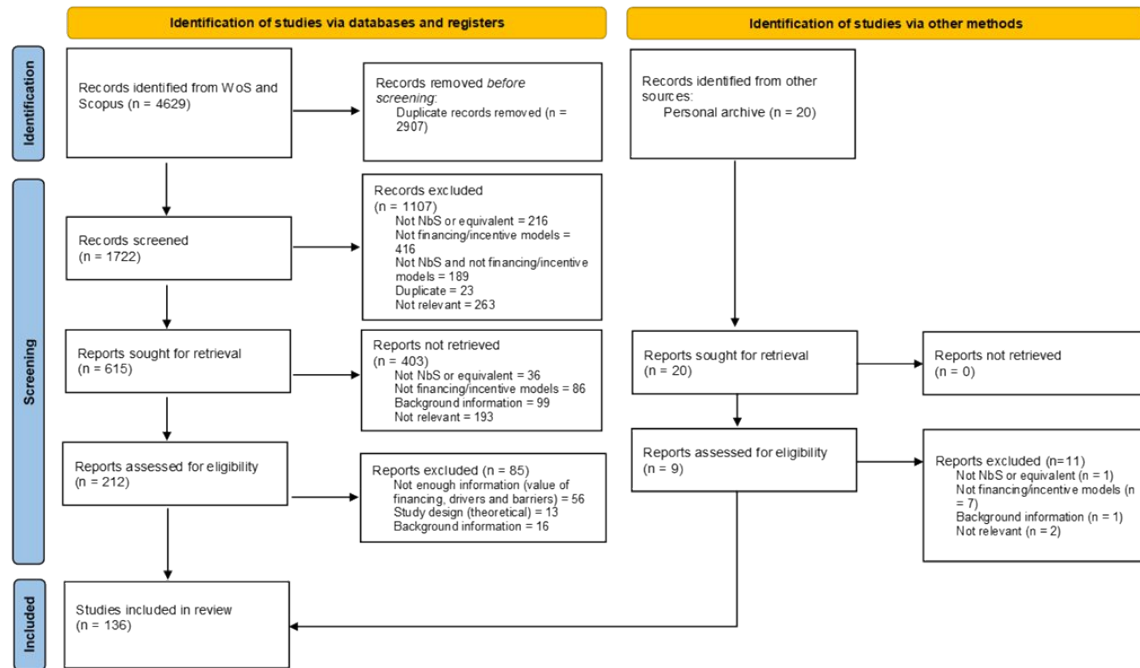 Identification of studies via databases and registers
Identification of studies via other methods
Identification
Records identified from WoS and
Scopus (n = 4629)
Records removed before
screening:
Duplicate records removed (n =
2907)
Records identified from other
sources:
Personal archive (n = 20)
Screening
Records screened
(n = 1722)
Records excluded
(n = 1107)
Not NbS or equivalent = 216
Not financing/incentive models =
416
Not NbS and not financing/incentive
models = 189
Duplicate = 23
Not relevant = 263
Reports sought for retrieval
(n = 615)
Reports not retrieved
(n = 403)
Not NbS or equivalent = 36
Not financing/incentive models = 86
Background information = 99
Not relevant = 193
Reports sought for retrieval
(n = 20)
Reports not retrieved
(n = 0)
Reports assessed for eligibility
(n = 212)
Reports excluded (n = 85)
Not enough information (value of
financing, drivers and barriers) = 56
Study design (theoretical) = 13
Background information = 16
Reports assessed for eligibility
(n = 9)
Reports excluded (n=11)
Not NbS or equivalent (n = 1)
Not financing/incentive models (n
= 7)
Background information (n = 1)
Not relevant (n = 2)
Included
Studies included in review
(n = 136)